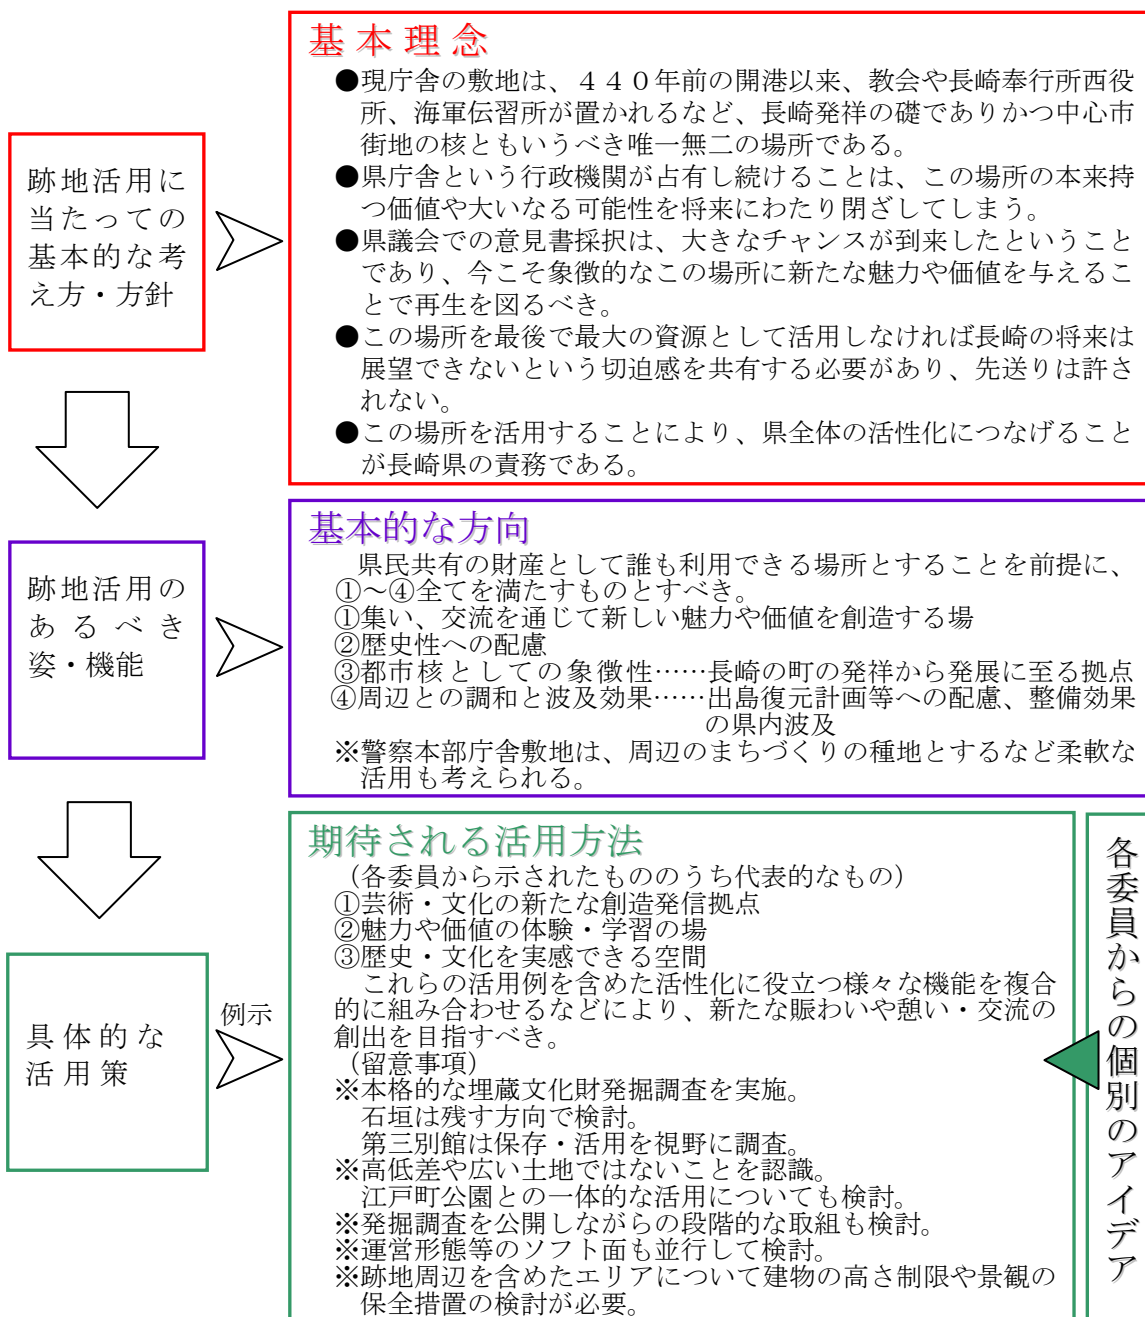 跡地活用に
当たっての
基本的な考
え方・方針
基本理念
●現庁舎の敷地は、４４０年前の開港以来、教会や長崎奉行所西役
所、海軍伝習所が置かれるなど、長崎発祥の礎でありかつ中心市
街地の核ともいうべき唯一無二の場所である。
●県庁舎という行政機関が占有し続けることは、この場所の本来持
つ価値や大いなる可能性を将来にわたり閉ざしてしまう。
●県議会での意見書採択は、大きなチャンスが到来したということ
であり、今こそ象徴的なこの場所に新たな魅力や価値を与えるこ
とで再生を図るべき。
●この場所を最後で最大の資源として活用しなければ長崎の将来は
展望できないという切迫感を共有する必要があり、先送りは許さ
れない。
●この場所を活用することにより、県全体の活性化につなげること
が長崎県の責務である。
跡地活用の
あるべき
姿・機能
基本的な方向
県民共有の財産として誰も利用できる場所とすることを前提に、
①～④全てを満たすものとすべき。
①集い、交流を通じて新しい魅力や価値を創造する場
②歴史性への配慮
③都市核としての象徴性……長崎の町の発祥から発展に至る拠点
④周辺との調和と波及効果……出島復元計画等への配慮、整備効果
の県内波及
※警察本部庁舎敷地は、周辺のまちづくりの種地とするなど柔軟な
活用も考えられる。
具体的な
活用策
例示
期待される活用方法
（各委員から示されたもののうち代表的なもの）
①芸術・文化の新たな創造発信拠点
②魅力や価値の体験・学習の場
③歴史・文化を実感できる空間
これらの活用例を含めた活性化に役立つ様々な機能を複合
的に組み合わせるなどにより、新たな賑わいや憩い・交流の
創出を目指すべき。
（留意事項）
※本格的な埋蔵文化財発掘調査を実施。
石垣は残す方向で検討。
第三別館は保存・活用を視野に調査。
※高低差や広い土地ではないことを認識。
江戸町公園との一体的な活用についても検討。
※発掘調査を公開しながらの段階的な取組も検討。
※運営形態等のソフト面も並行して検討。
※跡地周辺を含めたエリアについて建物の高さ制限や景観の
保全措置の検討が必要。
各委員からの個別のアイデア